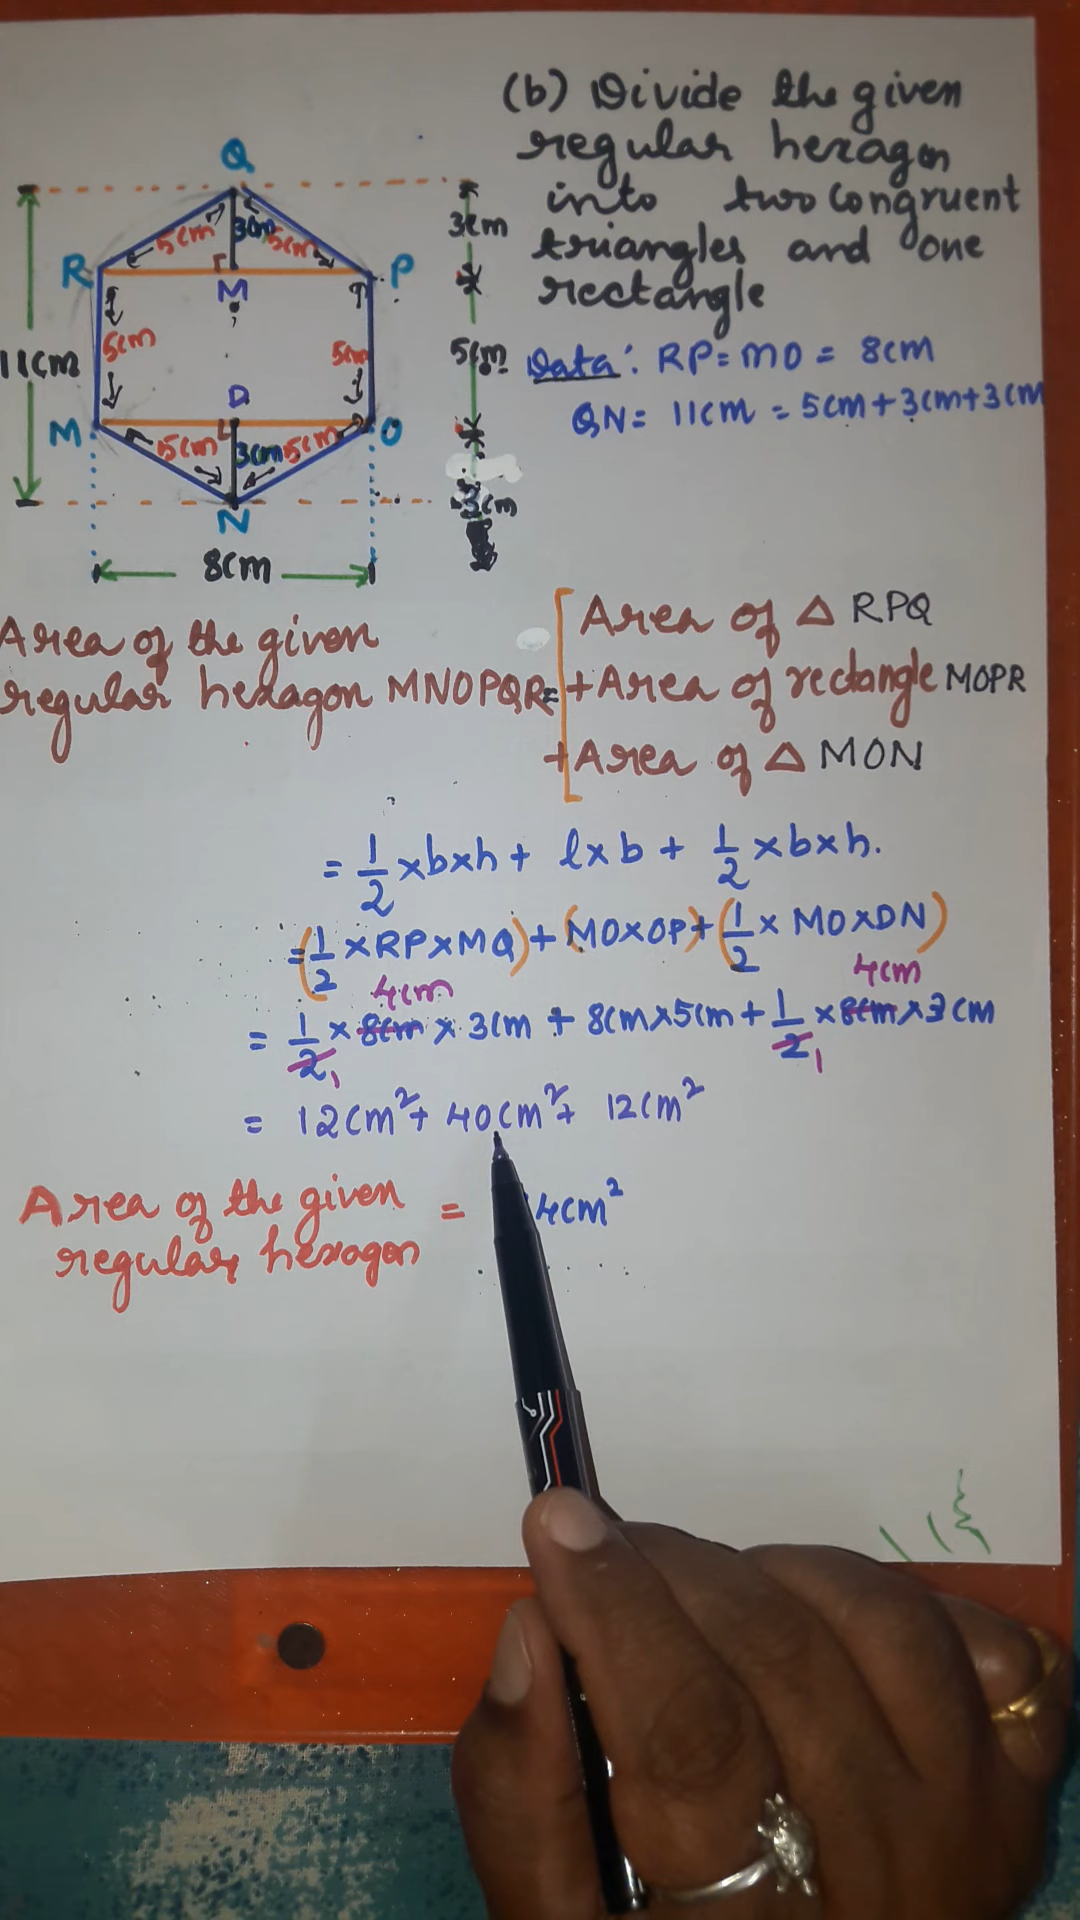 (b) Divide the given
regular hexagon
into two congruent
triangles and one
rectangle
Data: RP=MO = 8cm
QN= 11cm = 5cm+3cm+3cm
Q
5cm 3cm 5cm
R P
M
11cm
5cm 5cm
D
M O
5cm 3cm 5cm
N
8cm
3cm
5cm
3cm
Area of the given
regular hexagon MNOPQR=
Area of △ RPQ
+Area of rectangle MOPR
+Area of △ MON
= 1/2 ×b×h + l×b + 1/2 ×b×h.
=(1/2 ×RP×MQ)+(MO×OP)+(1/2 × MO×DN)
4cm 4cm
= 1/2 × 8cm × 3cm + 8cm×5cm + 1/2 ×8cm×3cm
1 1
= 12cm²+ 40cm²+ 12cm²
Area of the given
regular hexagon = 4cm²